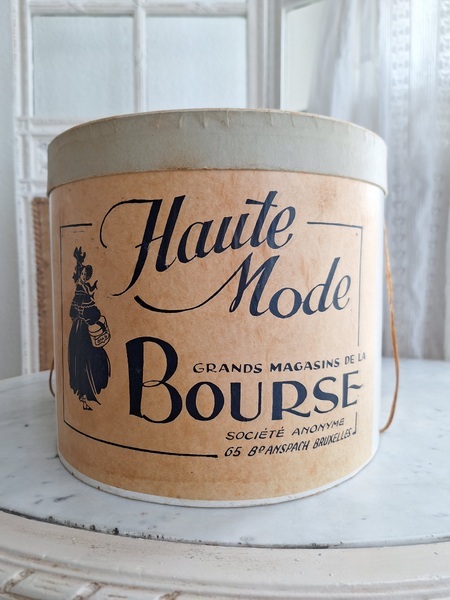 Haute
Mode
GRANDS MAGASINS DE LA
BOURSE
SOCIÉTÉ ANONYME
65 BD ANSPACH BRUXELLES